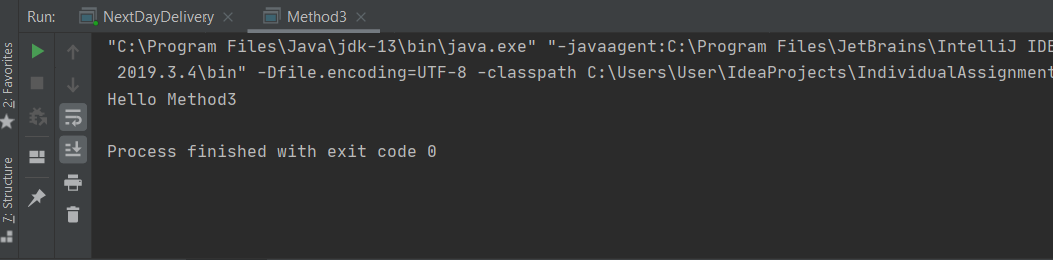 Run: NextDayDelivery Method3
"C:\Program Files\Java\jdk-13\bin\java.exe" "-javaagent:C:\Program Files\JetBrains\IntelliJ IDE
2019.3.4\bin" -Dfile.encoding=UTF-8 -classpath C:\Users\User\IdeaProjects\IndividualAssignment
Hello Method3
Process finished with exit code 0
2: Favorites
7: Structure